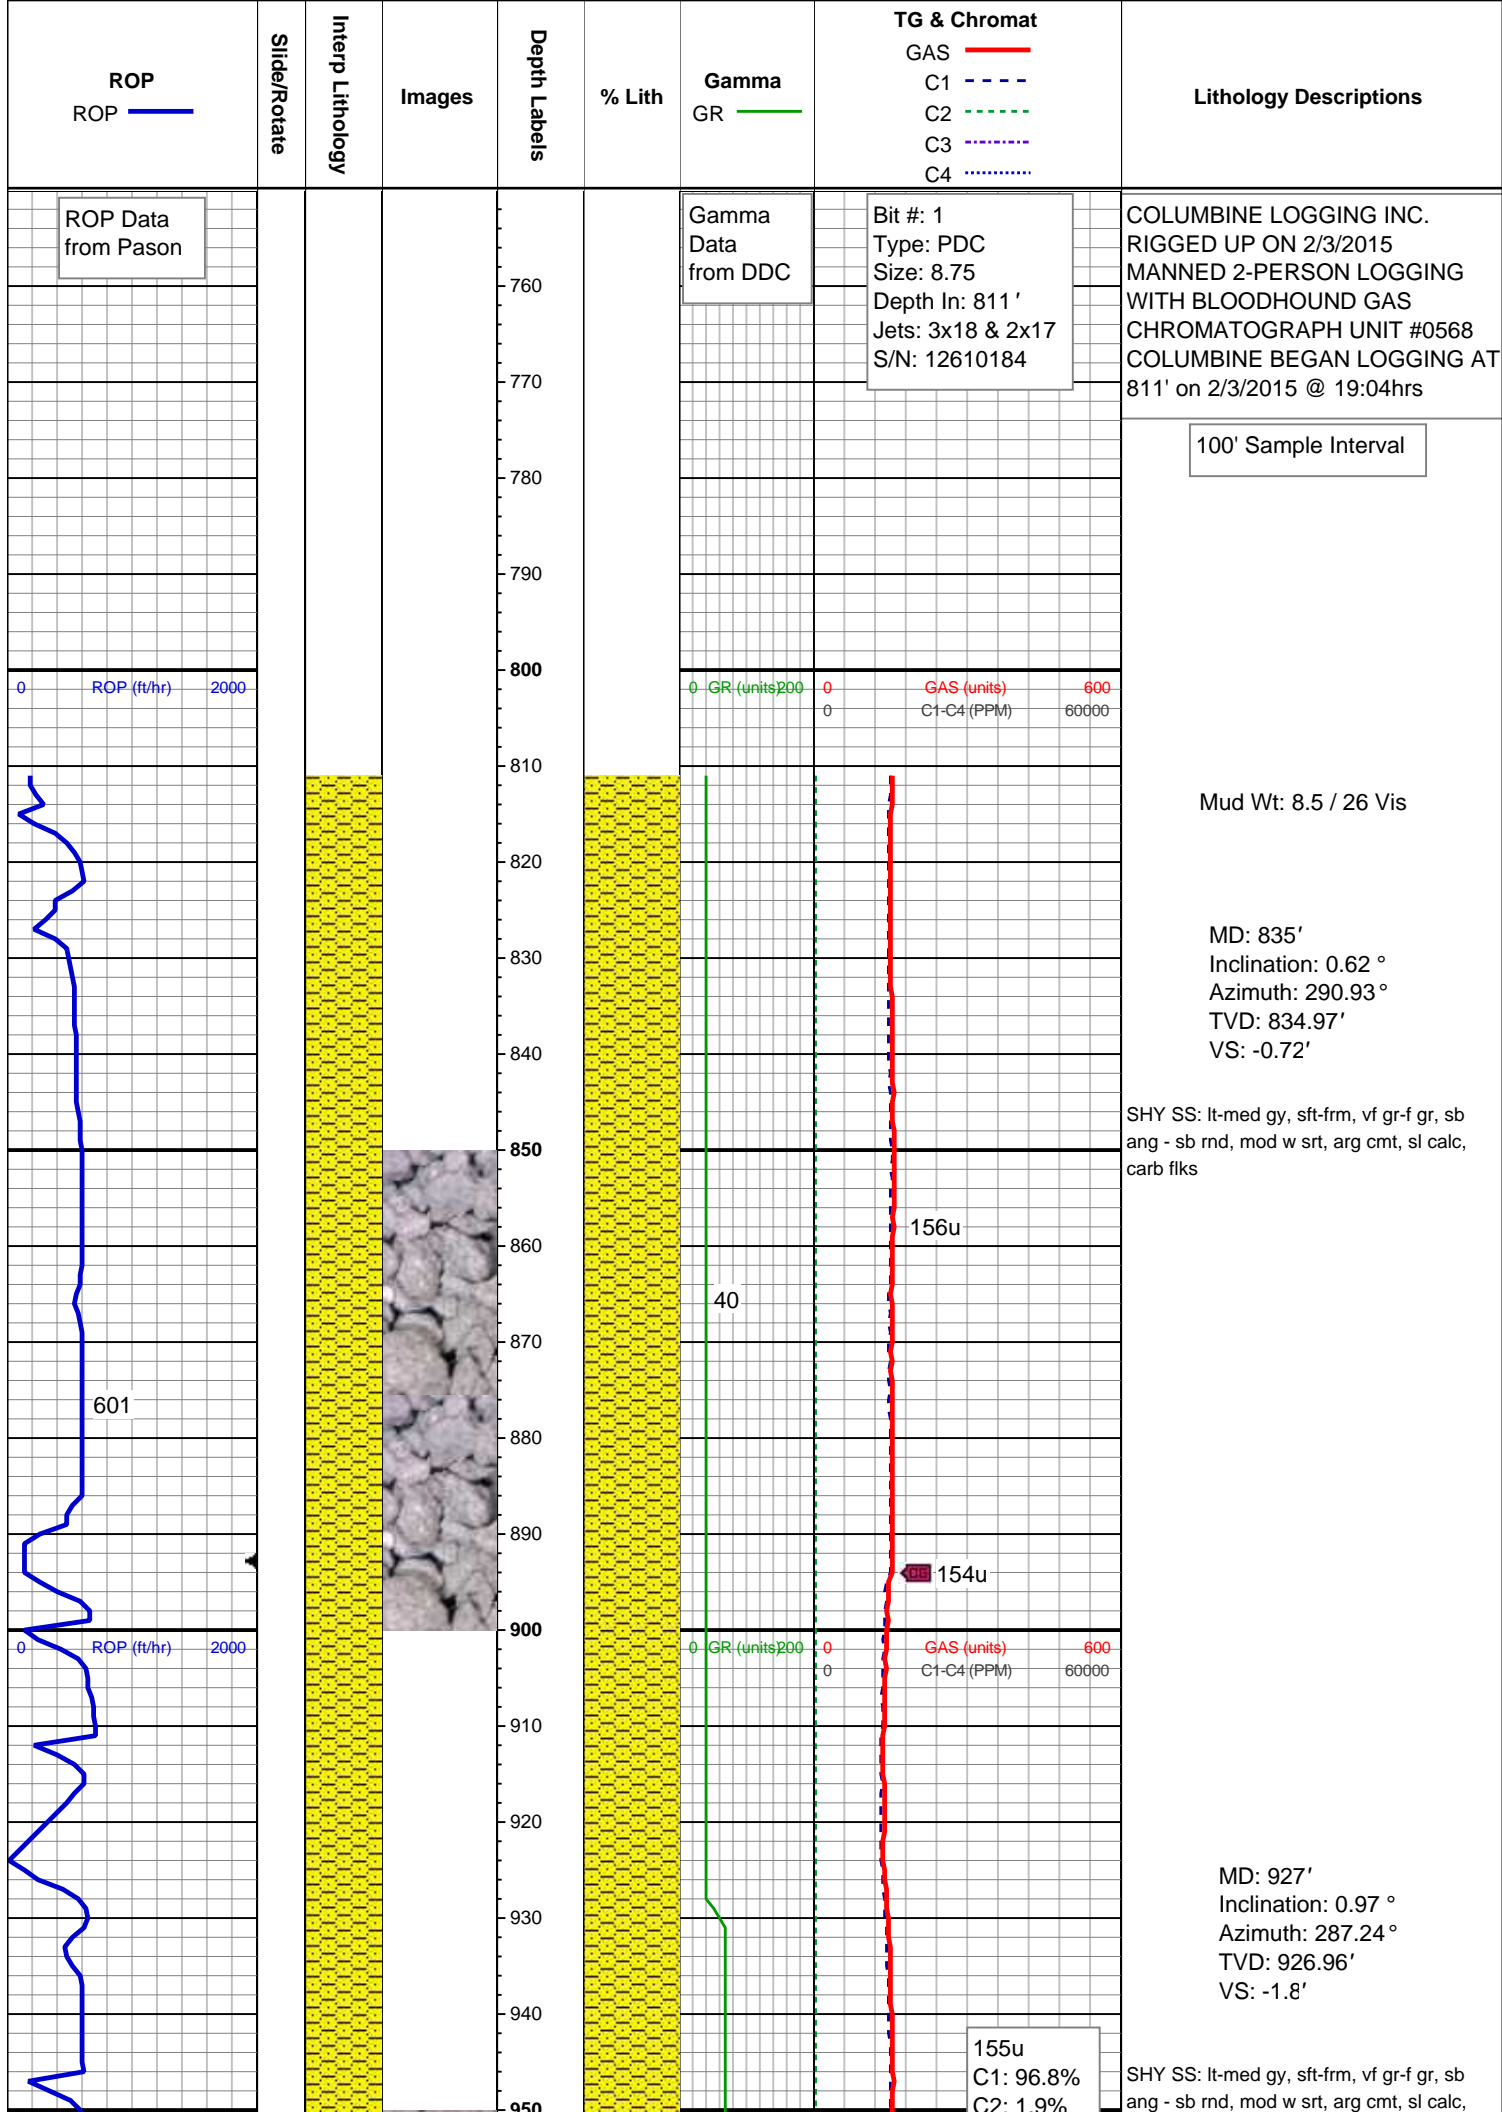 ROP
ROP
Slide/Rotate
Interp Lithology
Images
Depth Labels
% Lith
Gamma
GR
TG & Chromat
GAS
C1
C2
C3
C4
Lithology Descriptions
ROP Data
from Pason
Gamma
Data
from DDC
Bit #: 1
Type: PDC
Size: 8.75
Depth In: 811'
Jets: 3x18 & 2x17
S/N: 12610184
COLUMBINE LOGGING INC.
RIGGED UP ON 2/3/2015
MANNED 2-PERSON LOGGING
WITH BLOODHOUND GAS
CHROMATOGRAPH UNIT #0568
COLUMBINE BEGAN LOGGING AT
811' on 2/3/2015 @ 19:04hrs
100' Sample Interval
760
770
780
790
800
0 ROP (ft/hr) 2000
0 GR (units) 200
0 GAS (units) 600
0 C1-C4 (PPM) 60000
810
Mud Wt: 8.5 / 26 Vis
820
830
MD: 835'
Inclination: 0.62 °
Azimuth: 290.93°
TVD: 834.97'
VS: -0.72'
840
SHY SS: lt-med gy, sft-frm, vf gr-f gr, sb
ang - sb rnd, mod w srt, arg cmt, sl calc,
carb flks
850
156u
860
40
870
601
880
890
DG 154u
900
0 ROP (ft/hr) 2000
0 GR (units) 200
0 GAS (units) 600
0 C1-C4 (PPM) 60000
910
920
MD: 927'
Inclination: 0.97 °
Azimuth: 287.24°
TVD: 926.96'
VS: -1.8'
930
940
155u
C1: 96.8%
C2: 1.9%
SHY SS: lt-med gy, sft-frm, vf gr-f gr, sb
ang - sb rnd, mod w srt, arg cmt, sl calc,
950